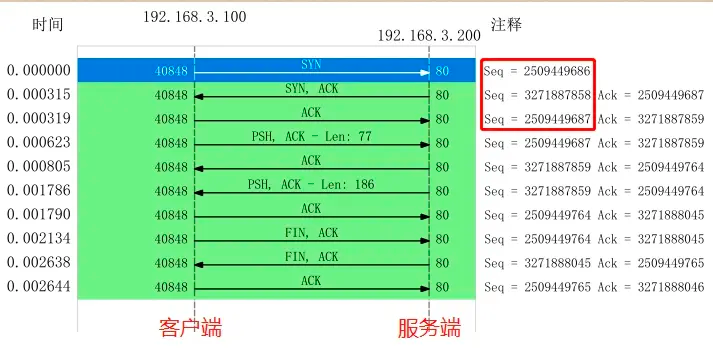 时间 192.168.3.100 注释
192.168.3.200
0.000000 40848 SYN 80 Seq = 2509449686
0.000315 40848 SYN, ACK 80 Seq = 3271887858 Ack = 2509449687
0.000319 40848 ACK 80 Seq = 2509449687 Ack = 3271887859
0.000623 40848 PSH, ACK - Len: 77 80 Seq = 2509449687 Ack = 3271887859
0.000805 40848 ACK 80 Seq = 3271887859 Ack = 2509449764
0.001786 40848 PSH, ACK - Len: 186 80 Seq = 3271887859 Ack = 2509449764
0.001790 40848 ACK 80 Seq = 2509449764 Ack = 3271888045
0.002134 40848 FIN, ACK 80 Seq = 2509449764 Ack = 3271888045
0.002638 40848 FIN, ACK 80 Seq = 3271888045 Ack = 2509449765
0.002644 40848 ACK 80 Seq = 2509449765 Ack = 3271888046
客户端 服务端